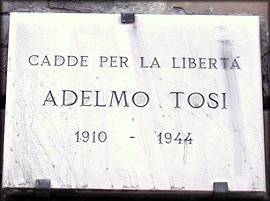 CADDE PER LA LIBERTÁ
ADELMO TOSI
1910 - 1944